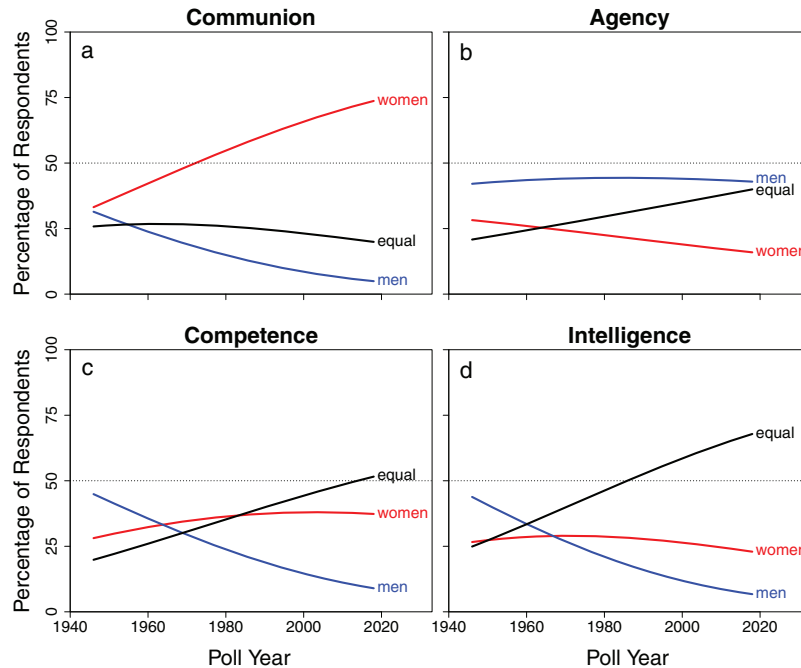 Communion
Agency
Percentage of Respondents
100
75
50
25
0
a
women
equal
men
b
men
equal
women
Competence
Intelligence
Percentage of Respondents
100
75
50
25
0
c
equal
women
men
d
equal
women
men
1940 1960 1980 2000 2020
1940 1960 1980 2000 2020
Poll Year
Poll Year